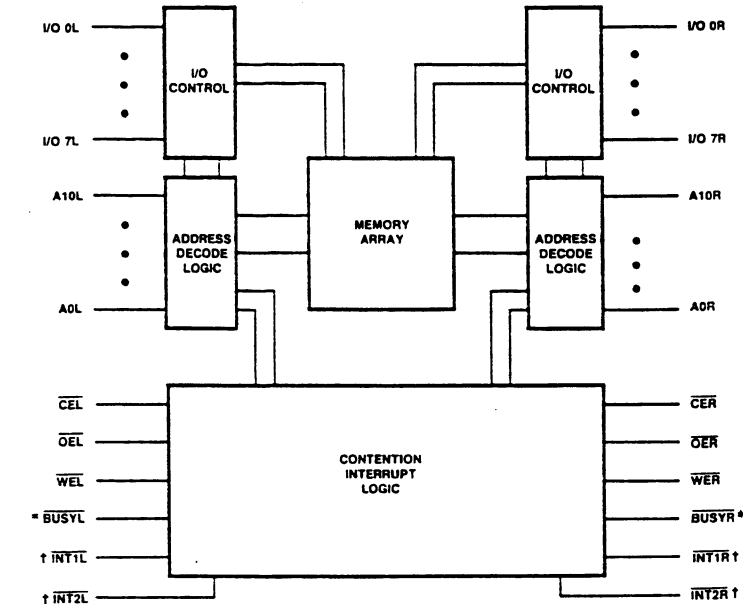 I/O 0L
I/O CONTROL
I/O CONTROL
I/O 0R
I/O 7L
I/O 7R
A10L
ADDRESS DECODE LOGIC
MEMORY ARRAY
ADDRESS DECODE LOGIC
A10R
A0L
A0R
CEL
CER
OEL
OER
CONTENTION INTERRUPT LOGIC
WEL
WER
* BUSYL
BUSYR *
† INT1L
INT1R †
† INT2L
INT2R †